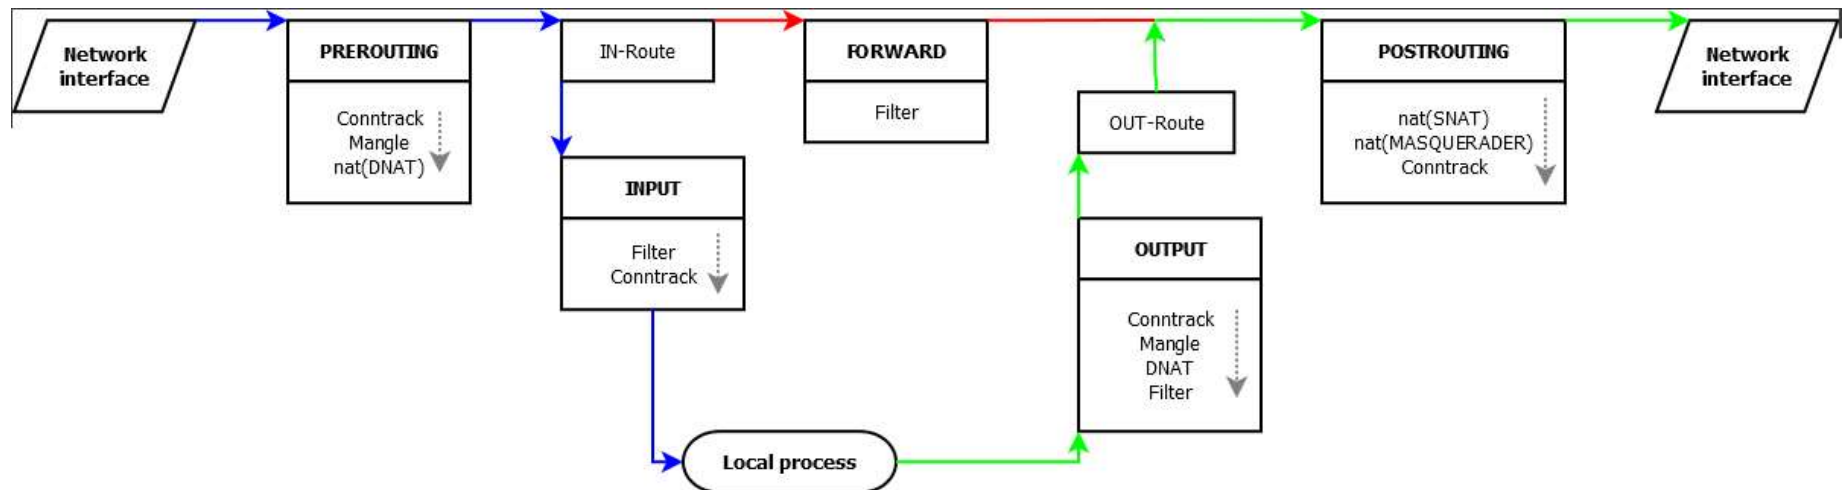 Network
interface
PREROUTING
Conntrack
Mangle
nat(DNAT)
IN-Route
INPUT
Filter
Conntrack
FORWARD
Filter
OUT-Route
OUTPUT
Conntrack
Mangle
DNAT
Filter
Local process
POSTROUTING
nat(SNAT)
nat(MASQUERADER)
Conntrack
Network
interface